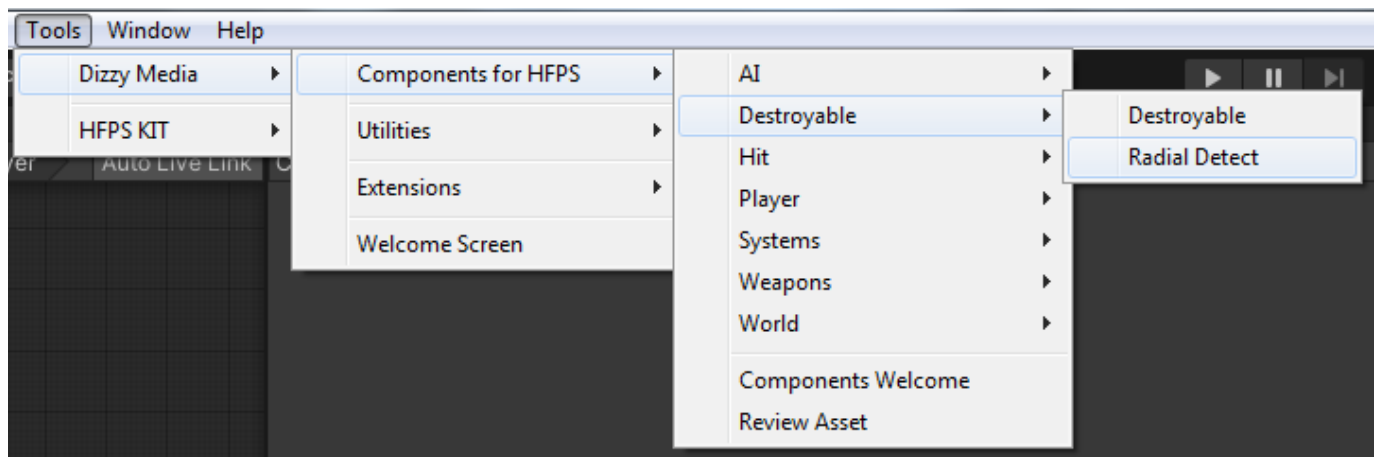 Tools Window Help
Dizzy Media
HFPS KIT
Components for HFPS
Utilities
Extensions
Welcome Screen
AI
Destroyable
Hit
Player
Systems
Weapons
World
Components Welcome
Review Asset
Destroyable
Radial Detect
Auto Live Link